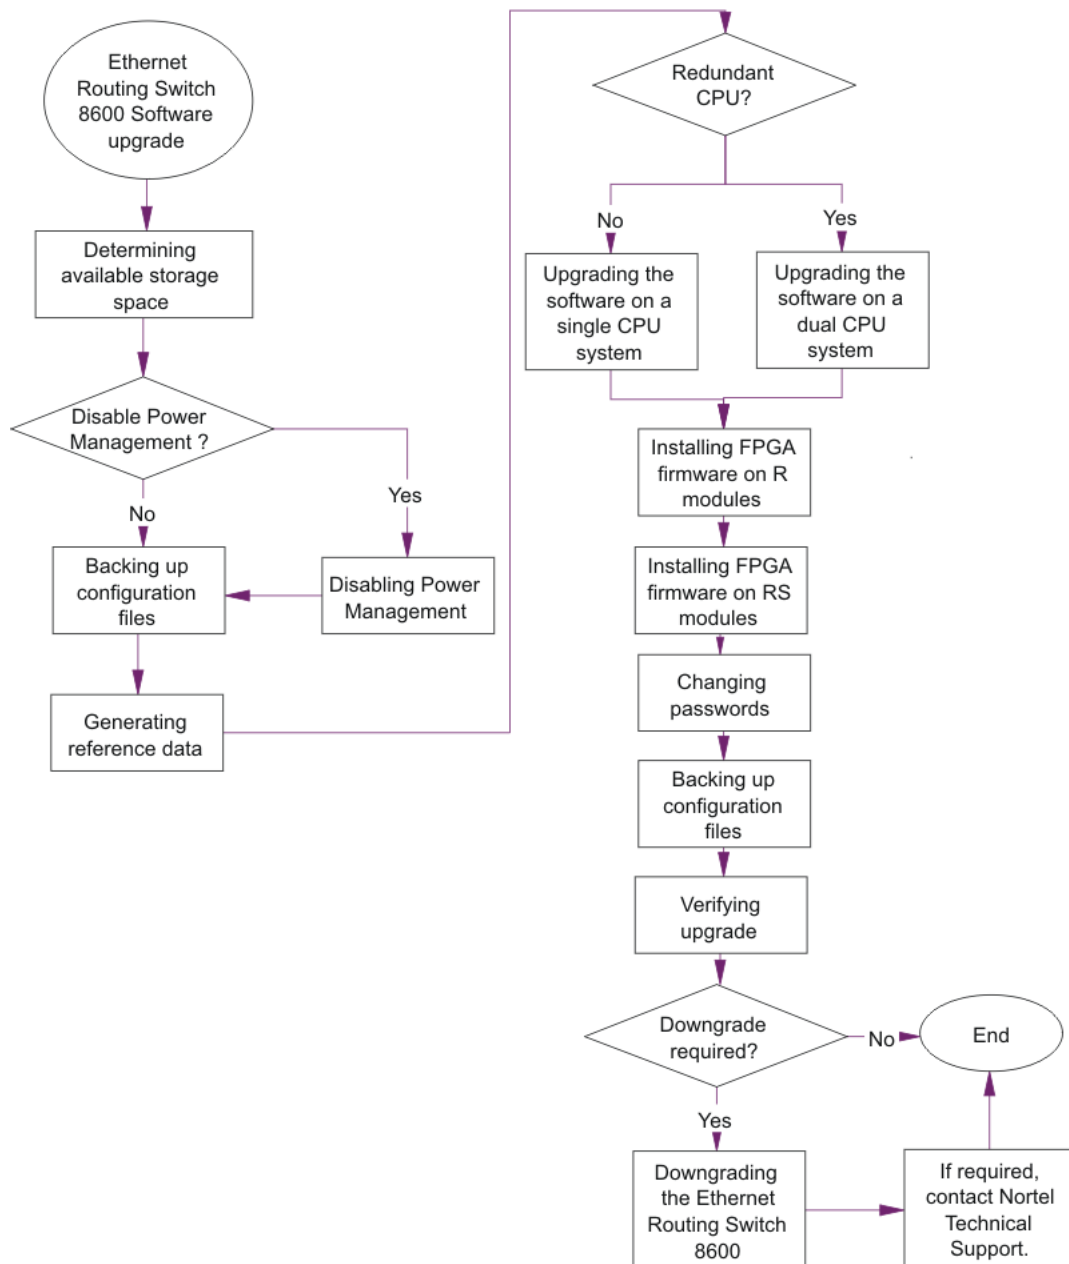 Ethernet
Routing Switch
8600 Software
upgrade
Determining
available storage
space
Disable Power
Management ?
No
Yes
Backing up
configuration
files
Disabling Power
Management
Generating
reference data
Redundant
CPU?
No
Yes
Upgrading the
software on a
single CPU
system
Upgrading the
software on a
dual CPU
system
Installing FPGA
firmware on R
modules
Installing FPGA
firmware on RS
modules
Changing
passwords
Backing up
configuration
files
Verifying
upgrade
Downgrade
required?
No
End
Yes
Downgrading
the Ethernet
Routing Switch
8600
If required,
contact Nortel
Technical
Support.